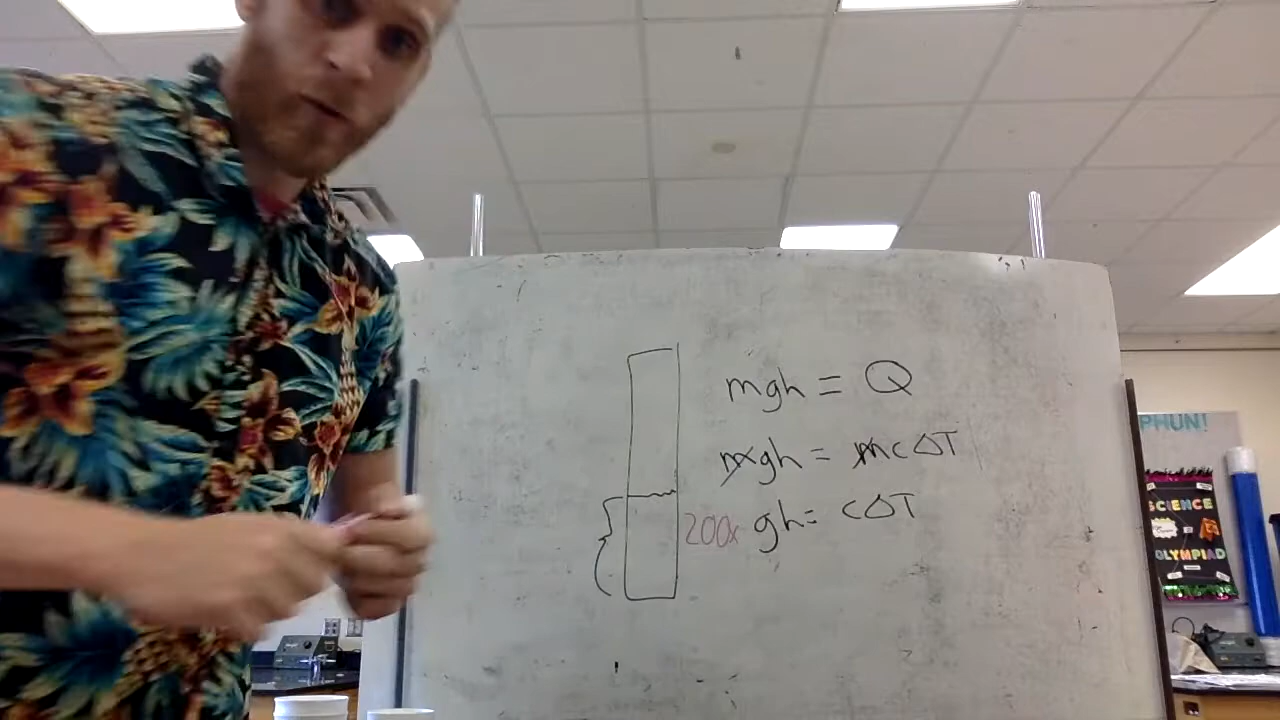 mgh = Q
mgh = mcΔT
200x gh = cΔT
PHUN!
SCIENCE
OLYMPIAD